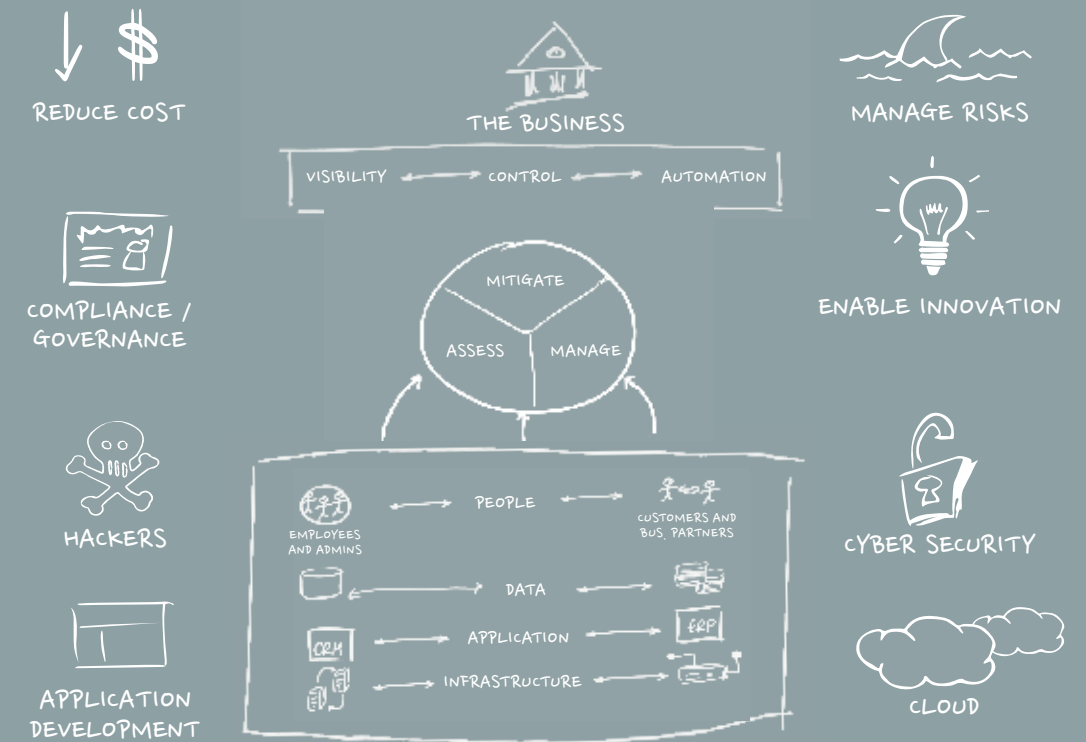 $
REDUCE COST
THE BUSINESS
MANAGE RISKS
VISIBILITY CONTROL AUTOMATION
COMPLIANCE /
GOVERNANCE
MITIGATE
ASSESS MANAGE
ENABLE INNOVATION
HACKERS
PEOPLE
EMPLOYEES
AND ADMINS
CUSTOMERS AND
BUS, PARTNERS
DATA
CRM APPLICATION ERP
INFRASTRUCTURE
CYBER SECURITY
APPLICATION
DEVELOPMENT
CLOUD